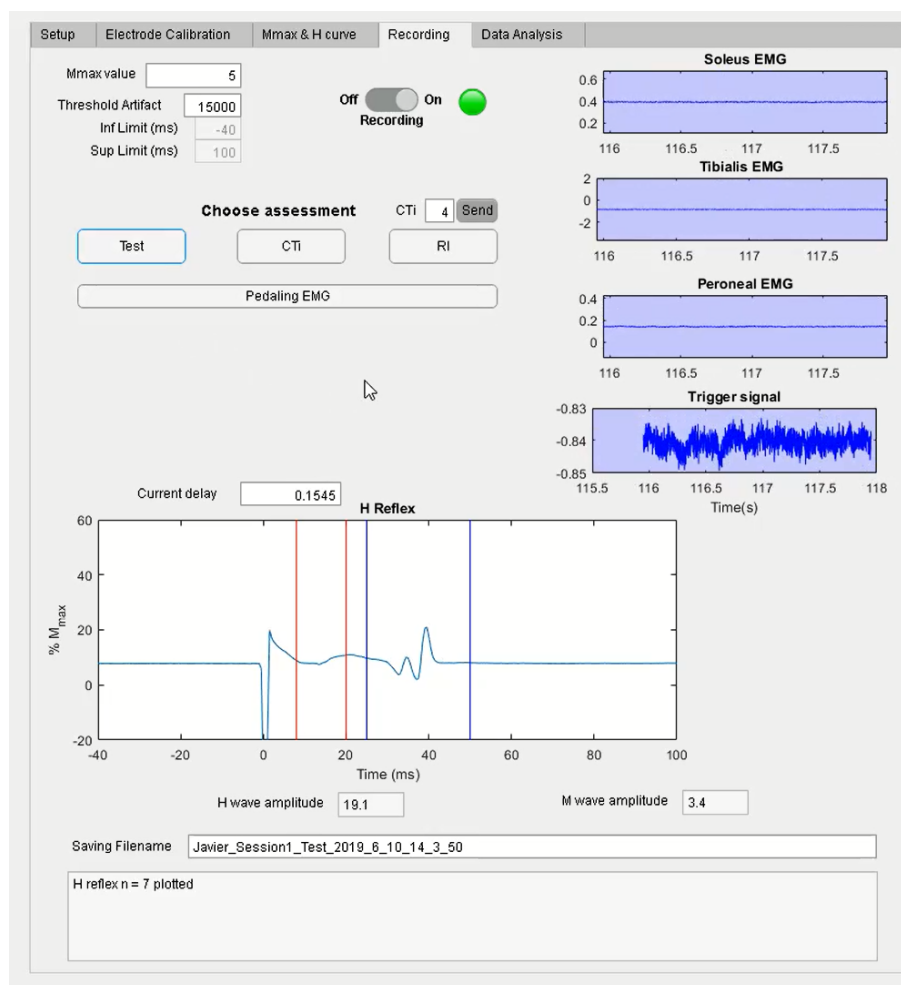 Setup Electrode Calibration Mmax & H curve Recording Data Analysis
Mmax value 5
Threshold Artifact 15000
Inf Limit (ms) -40
Sup Limit (ms) 100
Off On
Recording
Choose assessment CTi 4 Send
Test CTi RI
Pedaling EMG
Soleus EMG
0.6
0.4
0.2
116 116.5 117 117.5
Tibialis EMG
2
0
-2
116 116.5 117 117.5
Peroneal EMG
0.4
0.2
0
116 116.5 117 117.5
Trigger signal
-0.83
-0.84
-0.85
115.5 116 116.5 117 117.5 118
Time(s)
Current delay 0.1545
H Reflex
60
40
20
0
-20
% Mmax
-40 -20 0 20 40 60 80 100
Time (ms)
H wave amplitude 19.1 M wave amplitude 3.4
Saving Filename Javier_Session1_Test_2019_6_10_14_3_50
H reflex n = 7 plotted